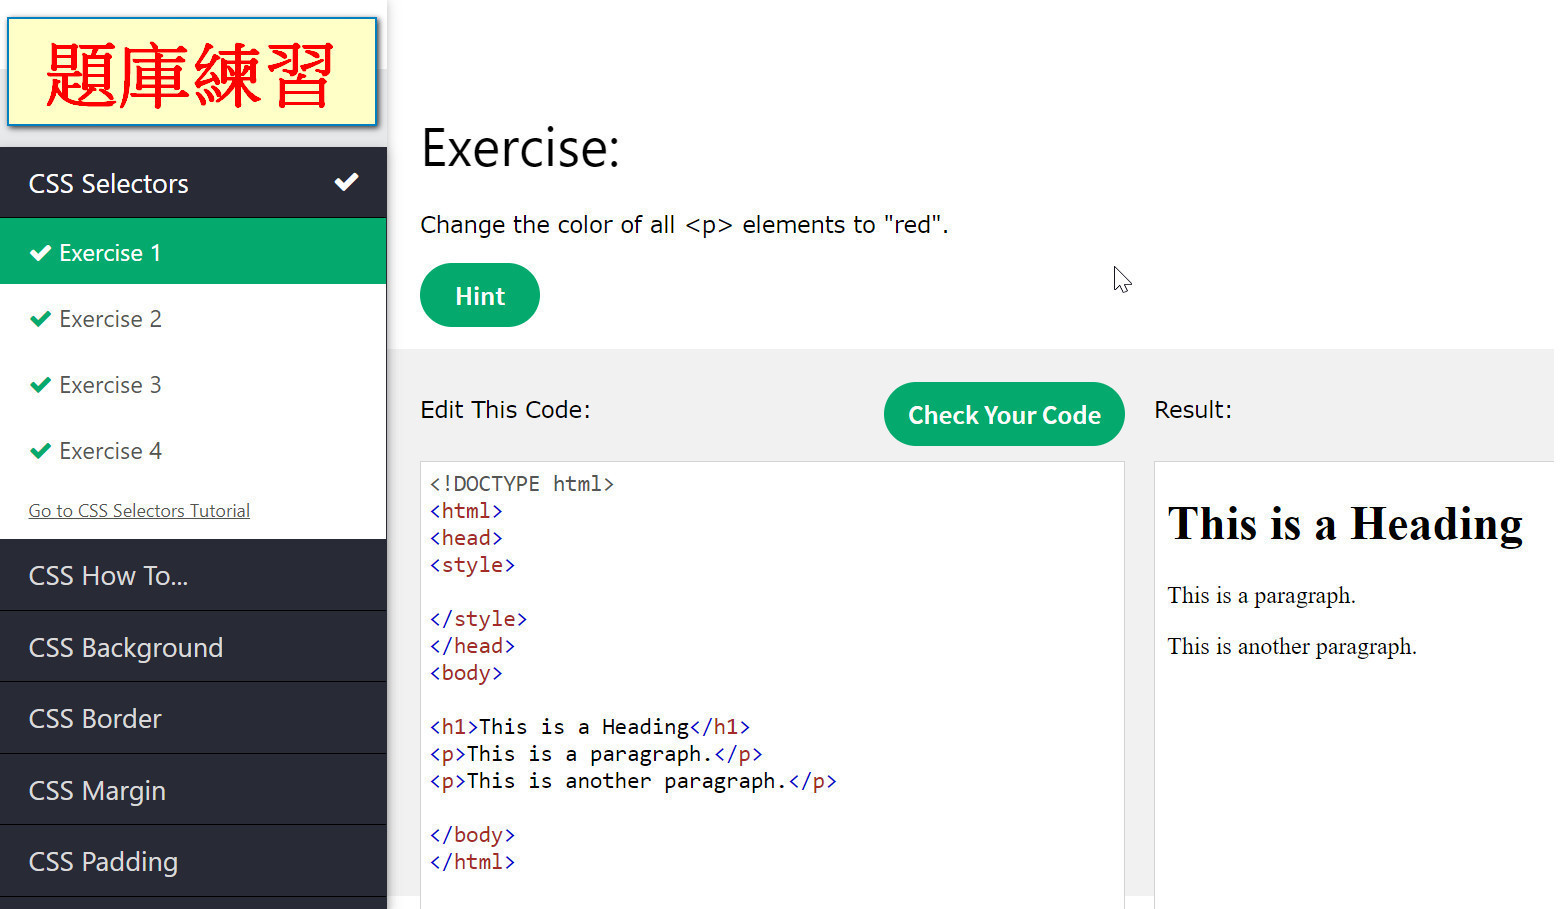 題庫練習
CSS Selectors
Exercise 1
Exercise 2
Exercise 3
Exercise 4
Go to CSS Selectors Tutorial
CSS How To...
CSS Background
CSS Border
CSS Margin
CSS Padding
Exercise:
Change the color of all <p> elements to "red".
Hint
Edit This Code:
Check Your Code
<!DOCTYPE html>
<html>
<head>
<style>
</style>
</head>
<body>
<h1>This is a Heading</h1>
<p>This is a paragraph.</p>
<p>This is another paragraph.</p>
</body>
</html>
Result:
This is a Heading
This is a paragraph.
This is another paragraph.